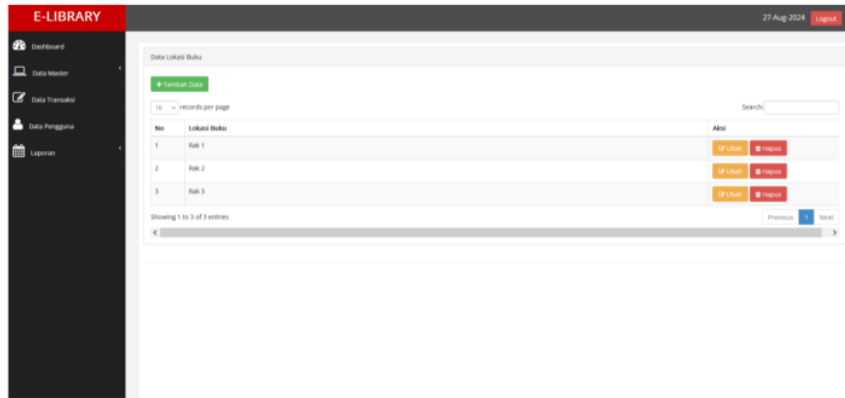 E-LIBRARY
27-Aug-2024 Logout
Dashboard
Data Master
Data Transaksi
Data Pengguna
Laporan
Data Lokasi Buku
+ Tambah Data
10 records per page
Search:
No Lokasi Buku Aksi
1 Rak 1 Ubah Hapus
2 Rak 2 Ubah Hapus
3 Rak 3 Ubah Hapus
Showing 1 to 3 of 3 entries
Previous 1 Next